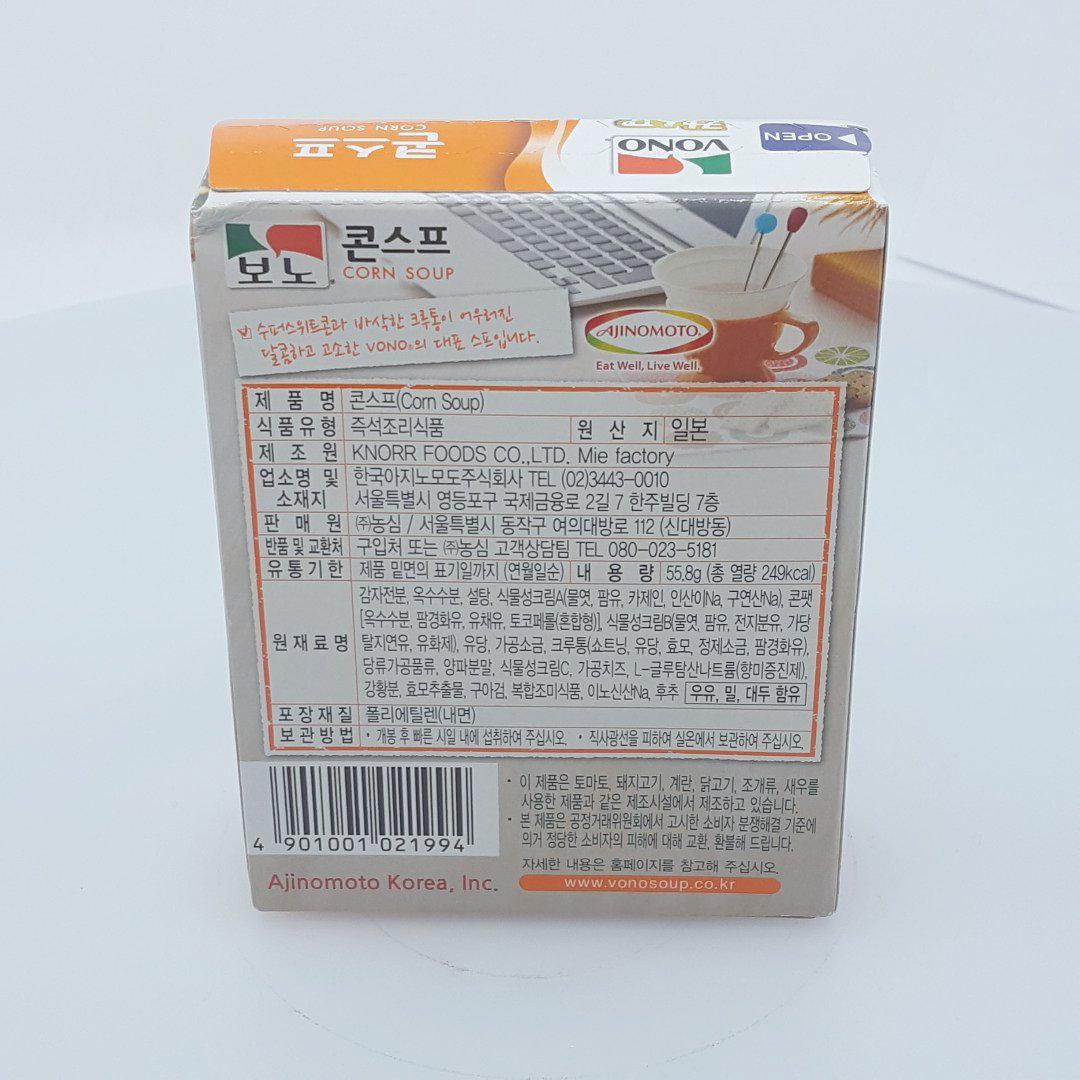 콘스프
CORN SOUP
VONO
OPEN
보노
콘스프
CORN SOUP
수퍼스위트콘과 바삭한 크루통이 어우러진
달콤하고 고소한 VONO®의 대표 스프입니다.
AJINOMOTO®
Eat Well, Live Well.
제품명 콘스프(Corn Soup)
식품유형 즉석조리식품 원산지 일본
제조원 KNORR FOODS CO.,LTD. Mie factory
업소명 및 한국아지노모도주식회사 TEL (02)3443-0010
소재지 서울특별시 영등포구 국제금융로 2길 7 한주빌딩 7층
판매원 ㈜농심 / 서울특별시 동작구 여의대방로 112 (신대방동)
반품 및 교환처 구입처 또는 ㈜농심 고객상담팀 TEL 080-023-5181
유통기한 제품 밑면의 표기일까지 (연월일순) 내용량 55.8g (총 열량 249kcal)
감자전분, 옥수수분, 설탕, 식물성크림A(물엿, 팜유, 카제인, 인산이Na, 구연산Na), 콘팻
[옥수수분, 팜경화유, 유채유, 토코페롤(혼합형)], 식물성크림B(물엿, 팜유, 전지분유, 가당
원재료명 탈지연유, 유화제), 유당, 가공소금, 크루통(쇼트닝, 유당, 효모, 정제소금, 팜경화유),
당류가공품류, 양파분말, 식물성크림C, 가공치즈, L-글루탐산나트륨(향미증진제),
강황분, 효모추출물, 구아검, 복합조미식품, 이노신산Na, 후추 우유, 밀, 대두 함유
포장재질 폴리에틸렌(내면)
보관방법 • 개봉 후 빠른 시일 내에 섭취하여 주십시오. • 직사광선을 피하여 실온에서 보관하여 주십시오.
• 이 제품은 토마토, 돼지고기, 계란, 닭고기, 조개류, 새우를
사용한 제품과 같은 제조시설에서 제조하고 있습니다.
• 본 제품은 공정거래위원회에서 고시한 소비자 분쟁해결 기준에
의거 정당한 소비자의 피해에 대해 교환, 환불해 드립니다.
자세한 내용은 홈페이지를 참고해 주십시오.
www.vonosoup.co.kr
4 901001 021994
Ajinomoto Korea, Inc.